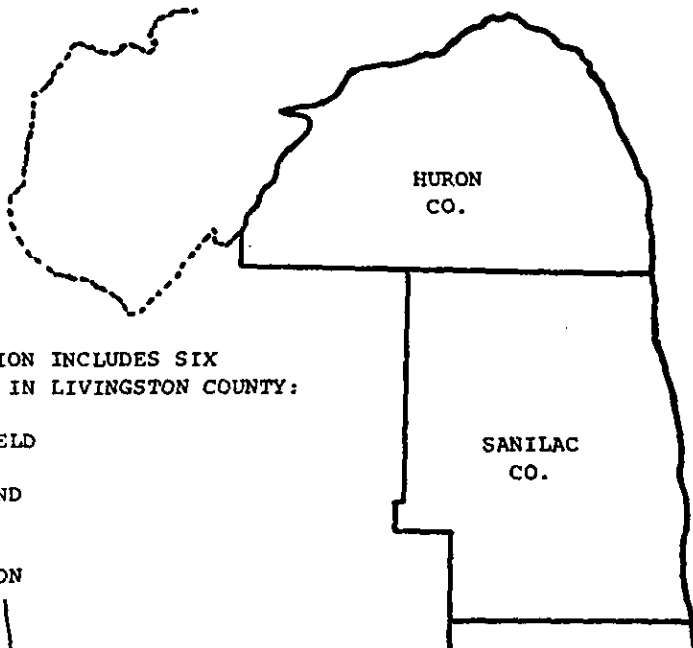 HURON
CO.
ION INCLUDES SIX
IN LIVINGSTON COUNTY:
ELD
ND
ON
SANILAC
CO.